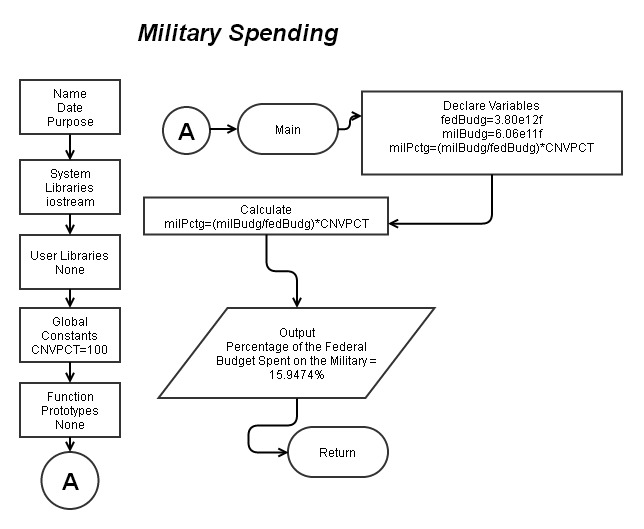 Military Spending
Name
Date
Purpose
System
Libraries
iostream
User Libraries
None
Global
Constants
CNVPCT=100
Function
Prototypes
None
A
A
Main
Declare Variables
fedBudg=3.80e12f
milBudg=6.06e11f
milPctg=(milBudg/fedBudg)*CNVPCT
Calculate
milPctg=(milBudg/fedBudg)*CNVPCT
Output
Percentage of the Federal
Budget Spent on the Military =
15.9474%
Return